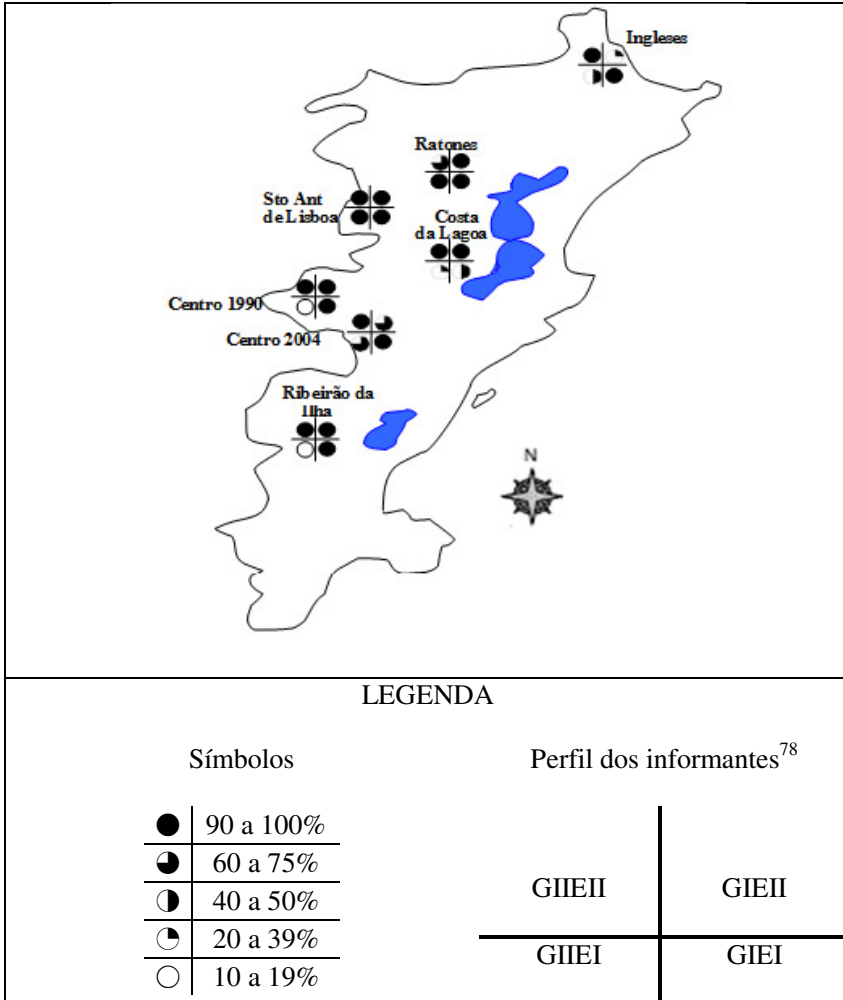 Ingleses
Ratones
Sto Ant
de Lisboa
Costa
da Lagoa
Centro 1990
Centro 2004
Ribeirão da
Ilha
N
LEGENDA
Símbolos
Perfil dos informantes78
90 a 100%
60 a 75%
40 a 50%
20 a 39%
10 a 19%
GIIEII
GIEII
GIIEI
GIEI